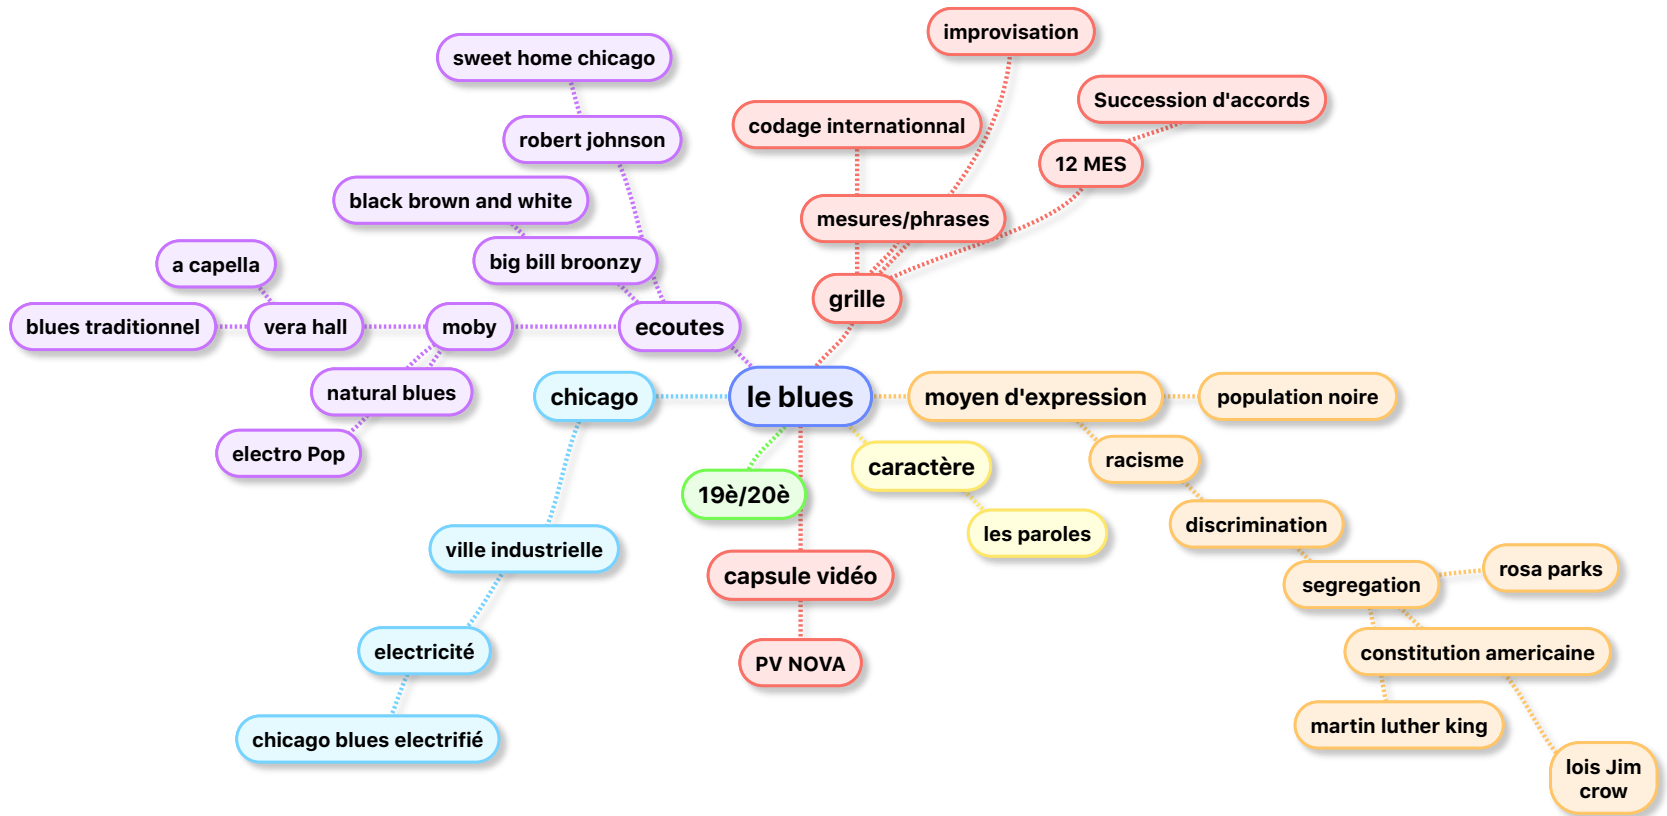 improvisation
sweet home chicago
Succession d'accords
codage internationnal
robert johnson
12 MES
black brown and white
mesures/phrases
a capella
big bill broonzy
grille
blues traditionnel
vera hall
moby
ecoutes
natural blues
chicago
le blues
moyen d'expression
population noire
electro Pop
caractère
racisme
19è/20è
les paroles
discrimination
ville industrielle
capsule vidéo
segregation
rosa parks
electricité
PV NOVA
constitution americaine
chicago blues electrifié
martin luther king
lois Jim
crow